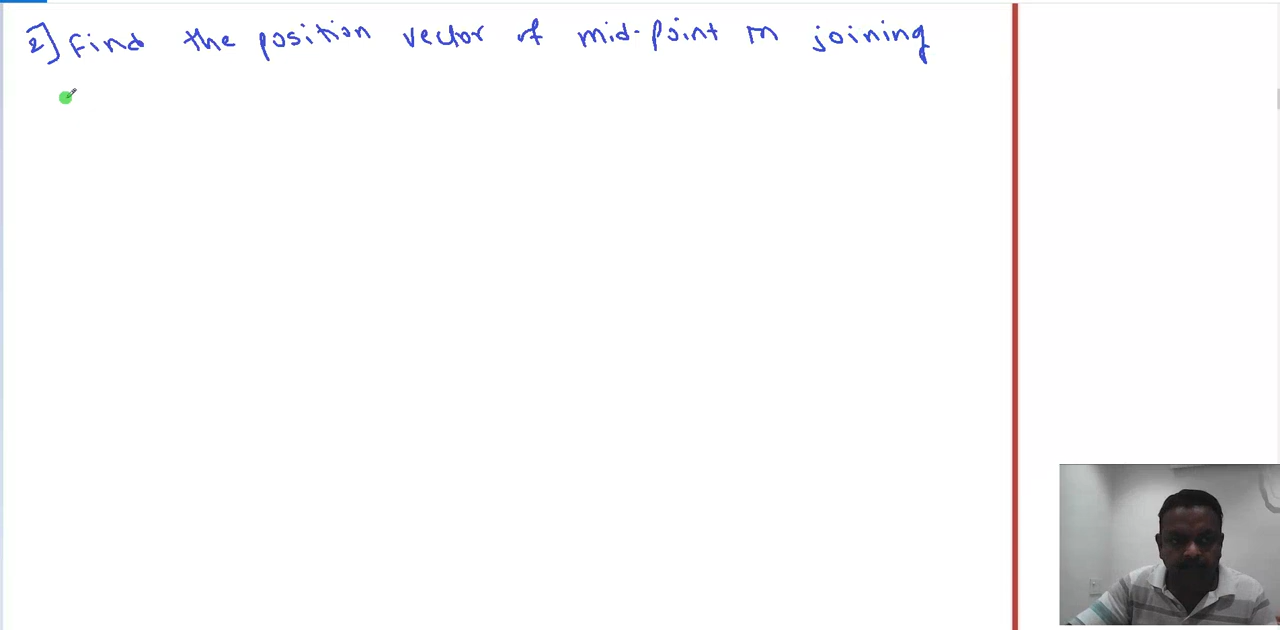 2] Find the position vector of mid-point m joining